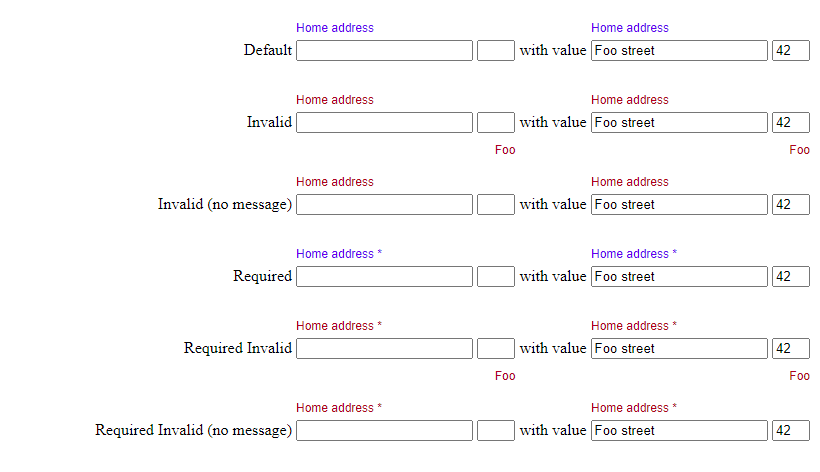 Home address Home address
Default with value Foo street 42
Home address Home address
Invalid with value Foo street 42
Foo Foo
Home address Home address
Invalid (no message) with value Foo street 42
Home address * Home address *
Required with value Foo street 42
Home address * Home address *
Required Invalid with value Foo street 42
Foo Foo
Home address * Home address *
Required Invalid (no message) with value Foo street 42